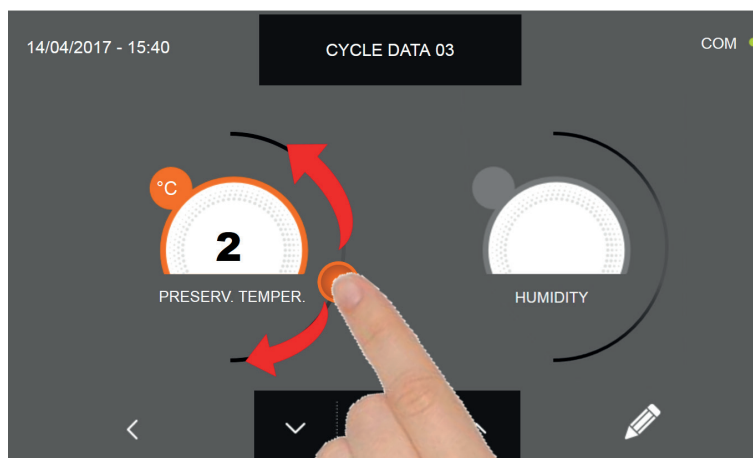 14/04/2017 - 15:40
CYCLE DATA 03
COM
°C
2
PRESERV. TEMPER.
HUMIDITY